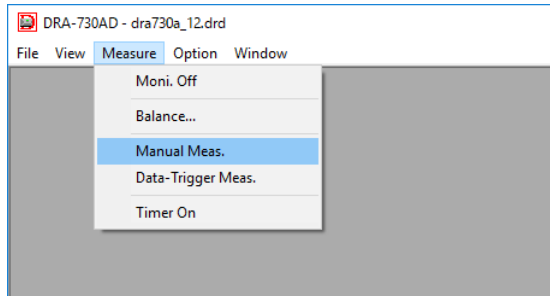 DRA-730AD - dra730a_12.drd
File View Measure Option Window
Moni. Off
Balance...
Manual Meas.
Data-Trigger Meas.
Timer On